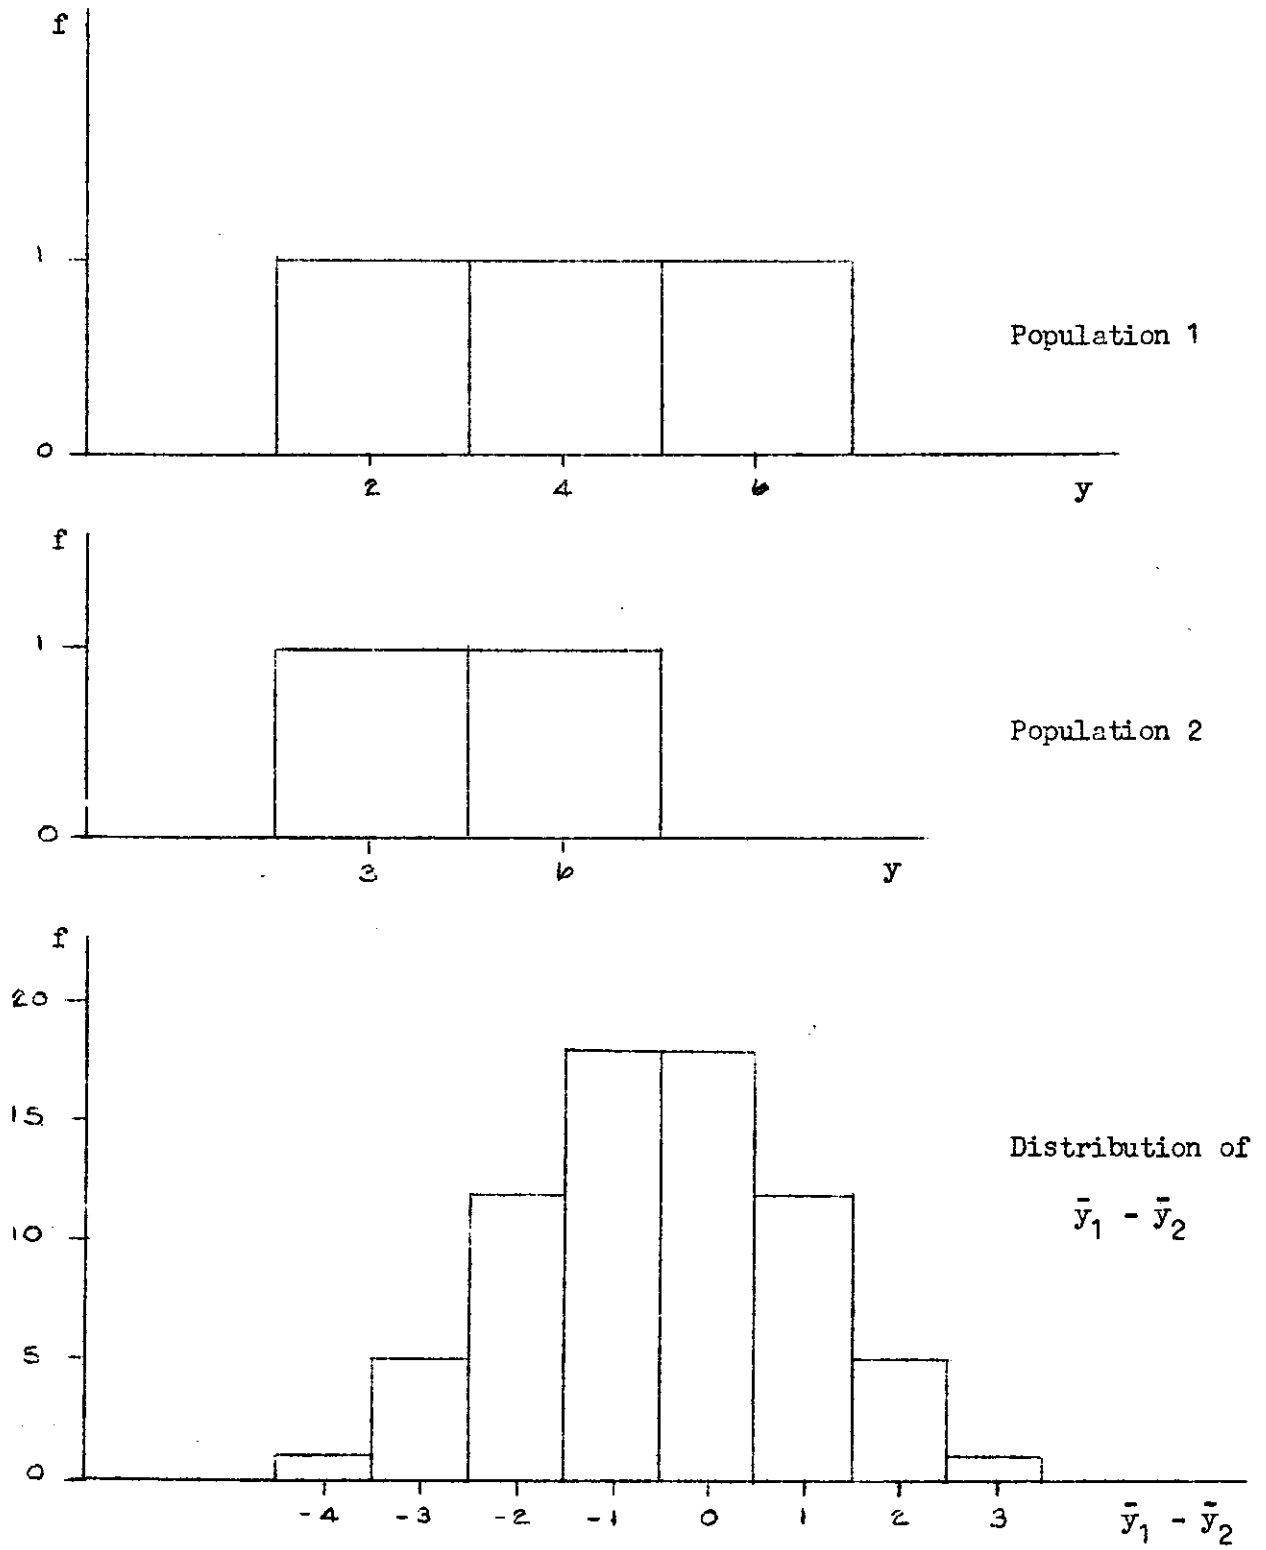 f
1
Population 1
0
2 4 6 y
f
1
Population 2
0
3 6 y
f
20
15
Distribution of
ȳ₁ - ȳ₂
10
5
0
-4 -3 -2 -1 0 1 2 3 ȳ₁ - ȳ₂